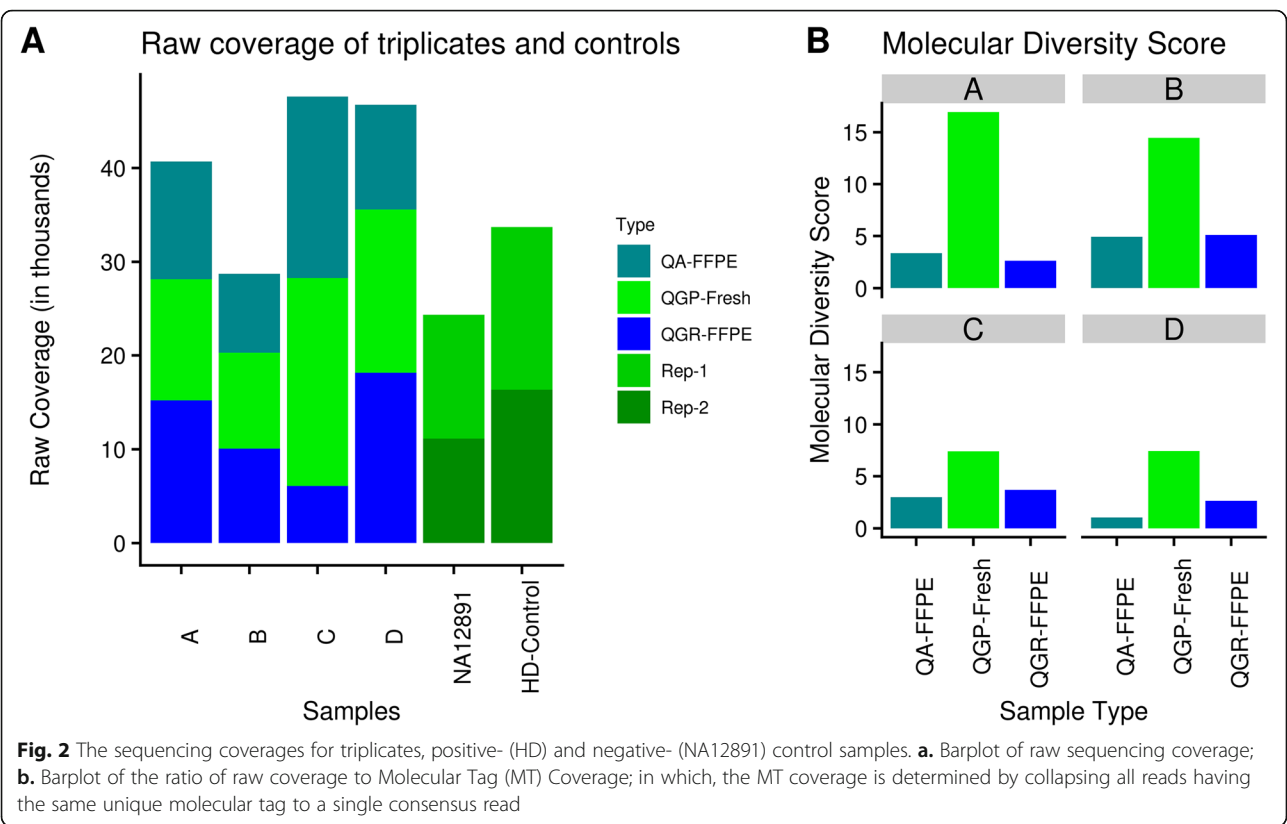 A
Raw coverage of triplicates and controls
Raw Coverage (in thousands)
40
30
20
10
0
A
B
C
D
NA12891
HD-Control
Samples
Type
QA-FFPE
QGP-Fresh
QGR-FFPE
Rep-1
Rep-2
B
Molecular Diversity Score
A
B
Molecular Diversity Score
15
10
5
0
C
D
15
10
5
0
QA-FFPE
QGP-Fresh
QGR-FFPE
QA-FFPE
QGP-Fresh
QGR-FFPE
Sample Type
Fig. 2 The sequencing coverages for triplicates, positive- (HD) and negative- (NA12891) control samples. a. Barplot of raw sequencing coverage;
b. Barplot of the ratio of raw coverage to Molecular Tag (MT) Coverage; in which, the MT coverage is determined by collapsing all reads having
the same unique molecular tag to a single consensus read